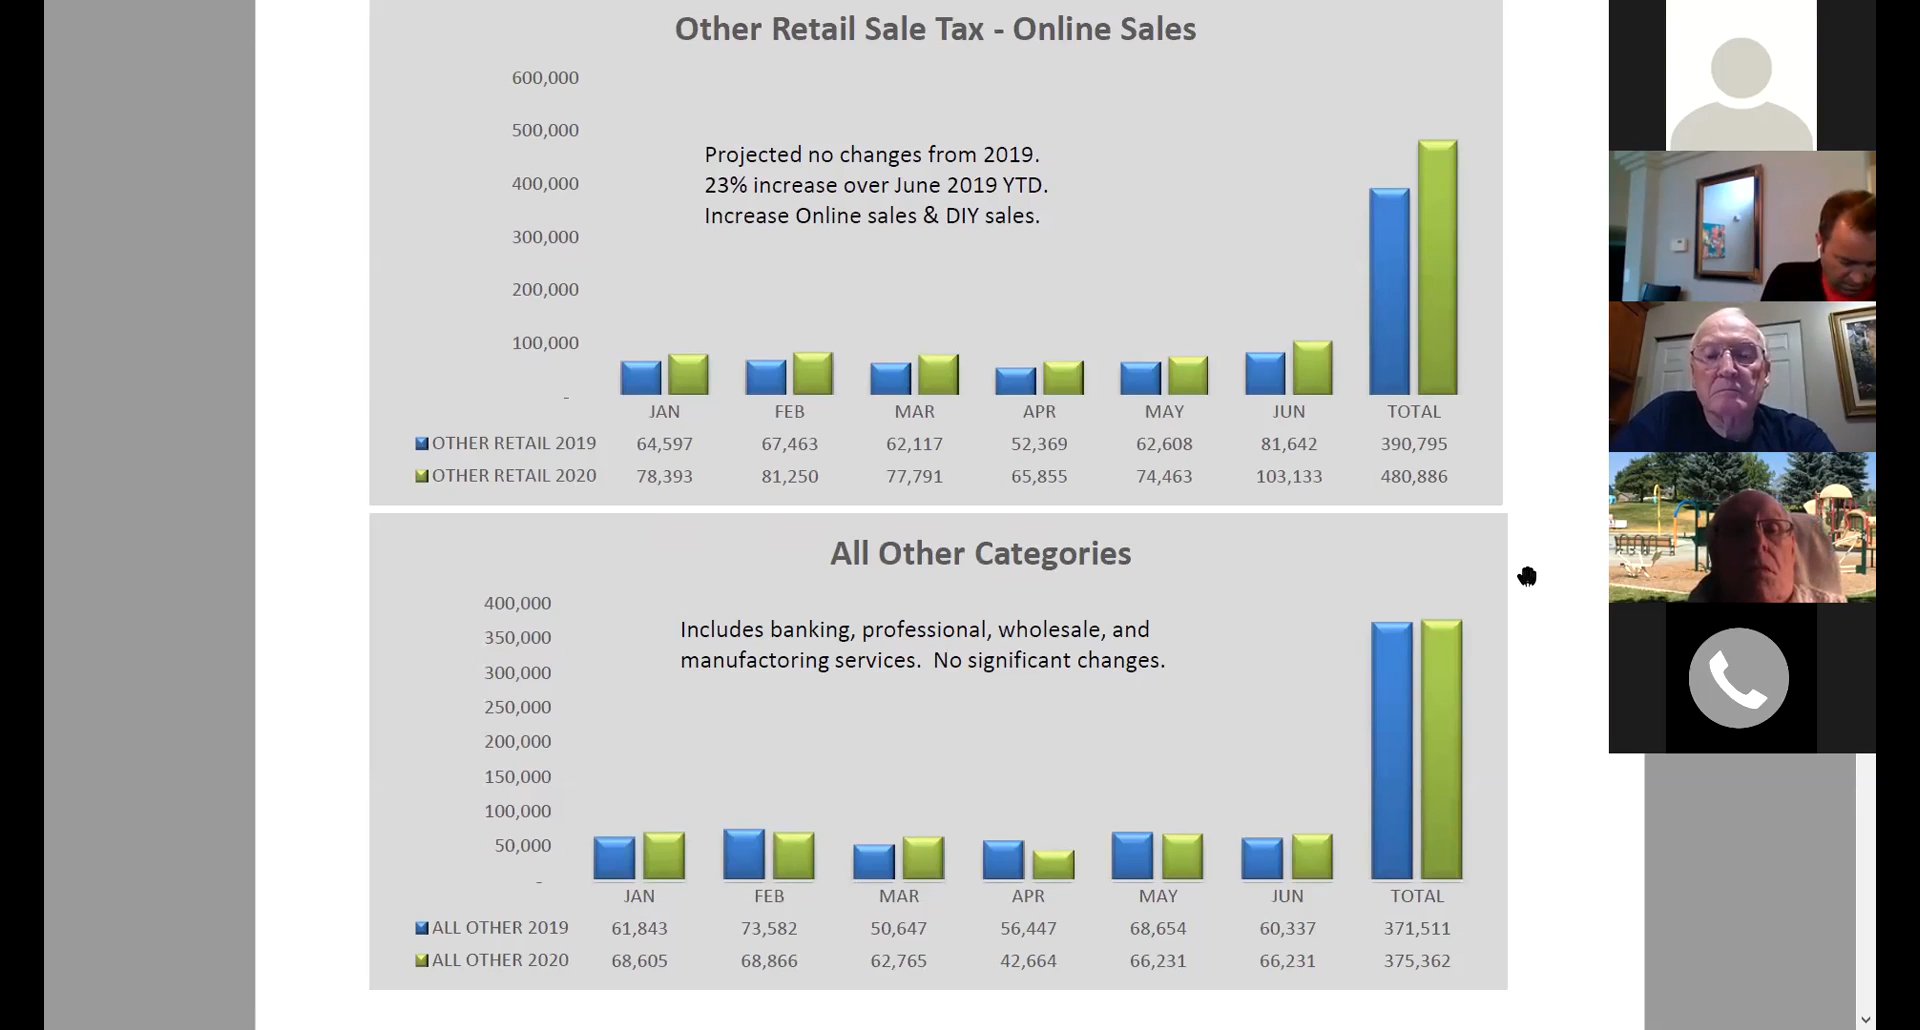 Other Retail Sale Tax - Online Sales
600,000
500,000
400,000
300,000
200,000
100,000
-
Projected no changes from 2019.
23% increase over June 2019 YTD.
Increase Online sales & DIY sales.
JAN FEB MAR APR MAY JUN TOTAL
OTHER RETAIL 2019 64,597 67,463 62,117 52,369 62,608 81,642 390,795
OTHER RETAIL 2020 78,393 81,250 77,791 65,855 74,463 103,133 480,886
All Other Categories
400,000
350,000
300,000
250,000
200,000
150,000
100,000
50,000
-
Includes banking, professional, wholesale, and
manufactoring services. No significant changes.
JAN FEB MAR APR MAY JUN TOTAL
ALL OTHER 2019 61,843 73,582 50,647 56,447 68,654 60,337 371,511
ALL OTHER 2020 68,605 68,866 62,765 42,664 66,231 66,231 375,362